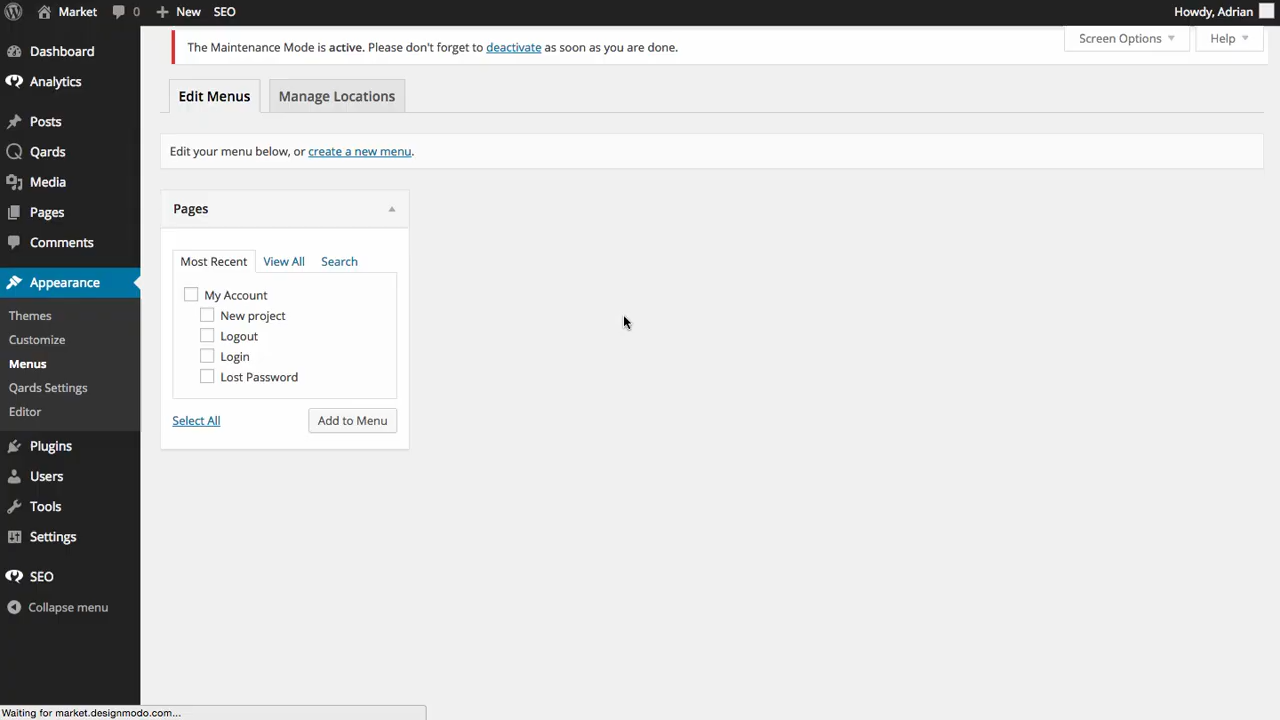 Market 0 New SEO Howdy, Adrian
Dashboard
Analytics
Posts
Qards
Media
Pages
Comments
Appearance
Themes
Customize
Menus
Qards Settings
Editor
Plugins
Users
Tools
Settings
SEO
Collapse menu
The Maintenance Mode is active. Please don't forget to deactivate as soon as you are done.
Screen Options Help
Edit Menus Manage Locations
Edit your menu below, or create a new menu.
Pages
Most Recent View All Search
My Account
New project
Logout
Login
Lost Password
Select All Add to Menu
Waiting for market.designmodo.com...